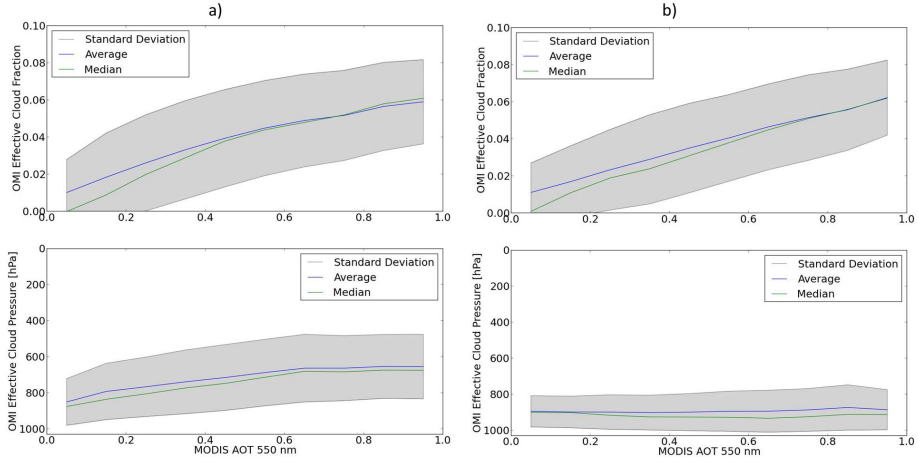 a)
OMI Effective Cloud Fraction
0.10
0.08
0.06
0.04
0.02
0.00
Standard Deviation
Average
Median
0.0 0.2 0.4 0.6 0.8 1.0
b)
OMI Effective Cloud Fraction
0.10
0.08
0.06
0.04
0.02
0.00
Standard Deviation
Average
Median
0.0 0.2 0.4 0.6 0.8 1.0
OMI Effective Cloud Pressure [hPa]
0
200
400
600
800
1000
Standard Deviation
Average
Median
0.0 0.2 0.4 0.6 0.8 1.0
MODIS AOT 550 nm
OMI Effective Cloud Pressure [hPa]
0
200
400
600
800
1000
Standard Deviation
Average
Median
0.0 0.2 0.4 0.6 0.8 1.0
MODIS AOT 550 nm